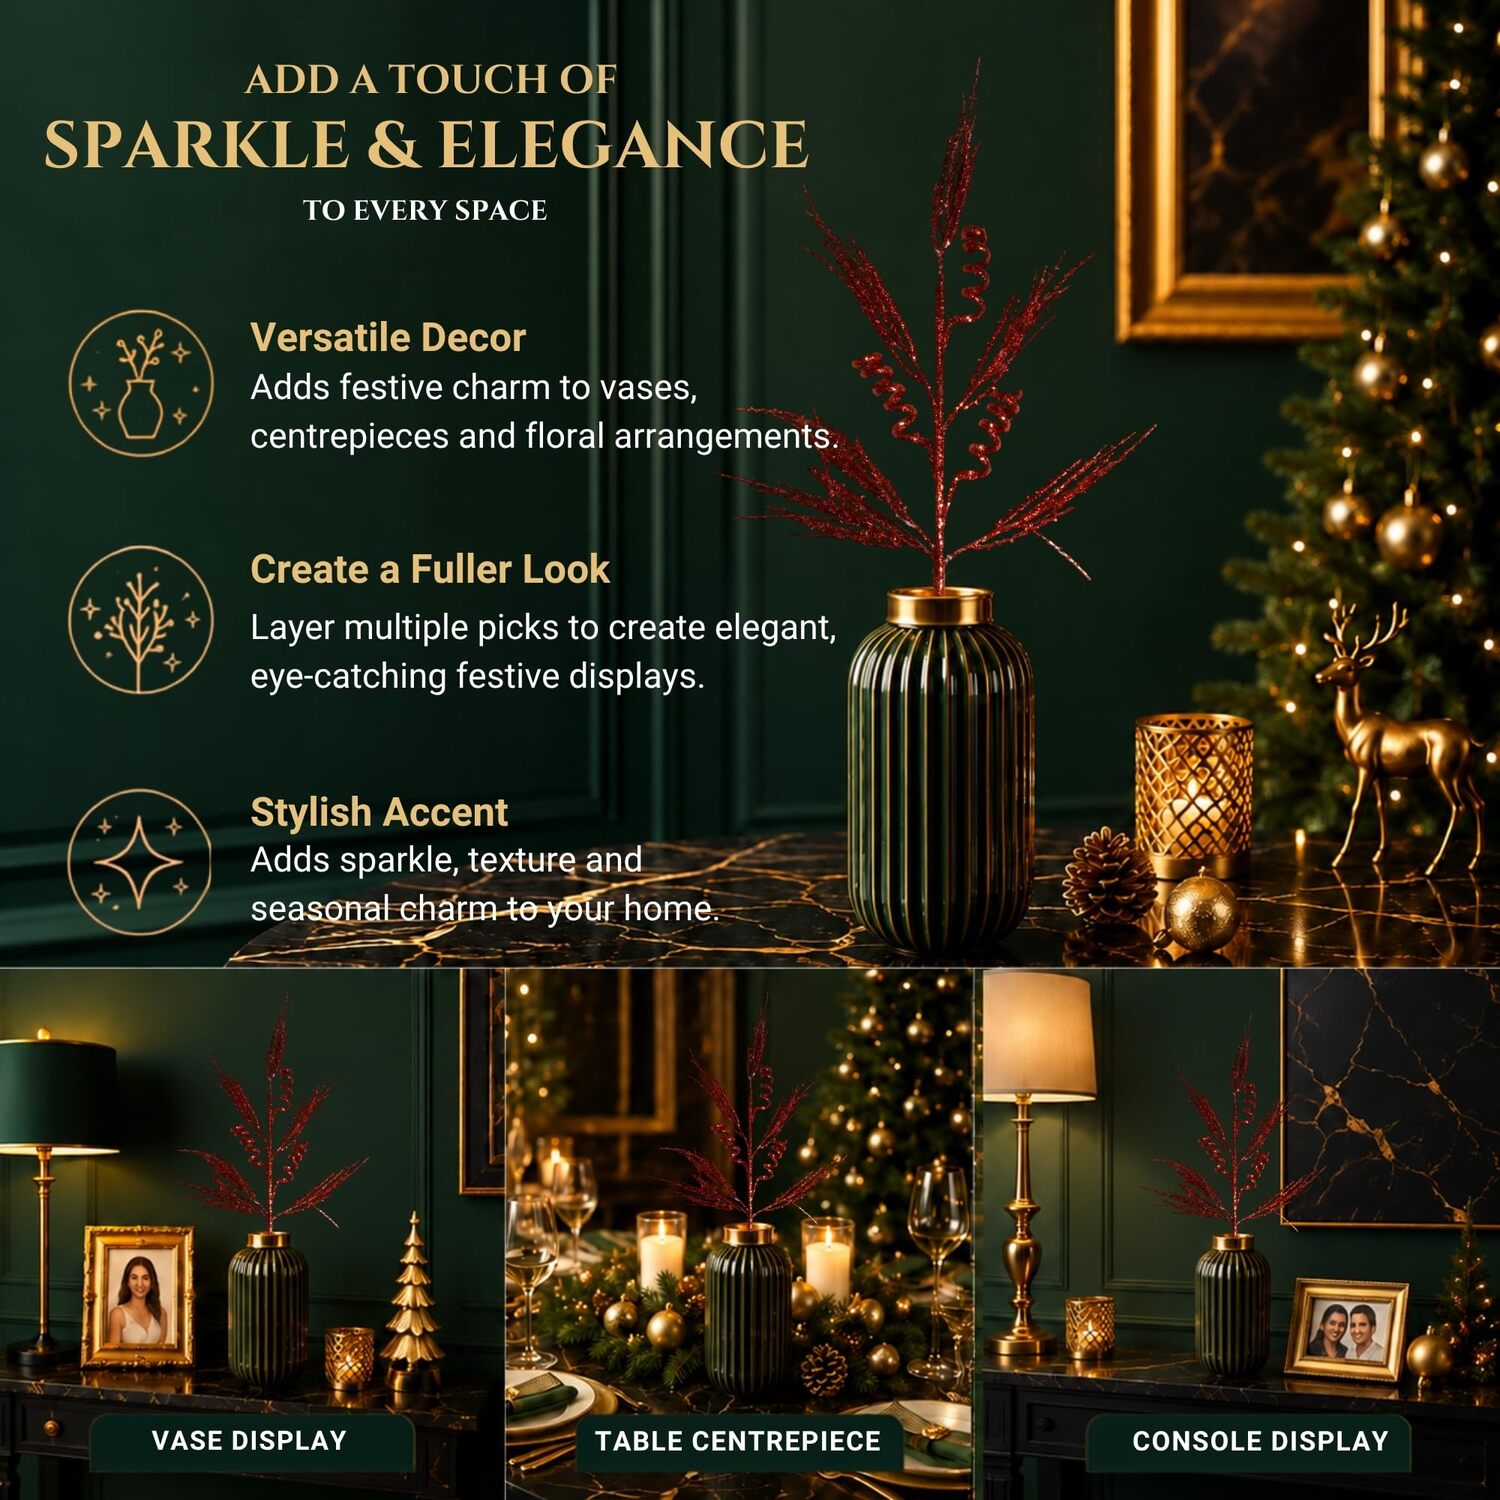 ADD A TOUCH OF
SPARKLE & ELEGANCE
TO EVERY SPACE
Versatile Decor
Adds festive charm to vases,
centrepieces and floral arrangements.
Create a Fuller Look
Layer multiple picks to create elegant,
eye-catching festive displays.
Stylish Accent
Adds sparkle, texture and
seasonal charm to your home.
VASE DISPLAY
TABLE CENTREPIECE
CONSOLE DISPLAY